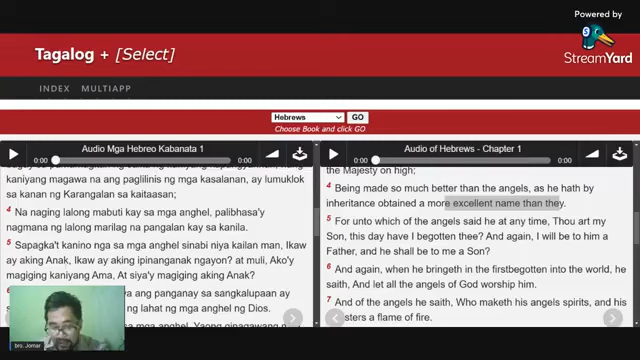 Powered by
StreamYard
Tagalog + [Select]
INDEX MULTIAPP
Hebrews GO
Choose Book and click GO
Audio Mga Hebreo Kabanata 1
0:00 0:00
kaniyang magawa na ang paglilinis ng mga kasalanan, ay lumuklok
sa kanan ng Karangalan sa kaitaasan;
4 Na naging lalong mabuti kay sa mga anghel, palibhasa'y
nagmana ng lalong marilag na pangalan kay sa kanila.
5 Sapagka't kanino nga sa mga anghel sinabi niya kailan man, Ikaw
ay aking Anak, Ikaw ay aking ipinanganak ngayon? at muli, Ako'y
magiging kaniyang Ama, At siya'y magiging aking Anak?
6 ya ang panganay sa sangkalupaan ay
ng lahat ng mga anghel ng Dios.
sa mga anghel, Yaong ginagawang
bro. Jomar
Audio of Hebrews - Chapter 1
0:00 0:00
the Majesty on high;
4 Being made so much better than the angels, as he hath by
inheritance obtained a more excellent name than they.
5 For unto which of the angels said he at any time, Thou art my
Son, this day have I begotten thee? And again, I will be to him a
Father, and he shall be to me a Son?
6 And again, when he bringeth in the firstbegotten into the world, he
saith, And let all the angels of God worship him.
7 And of the angels he saith, Who maketh his angels spirits, and his
sters a flame of fire.